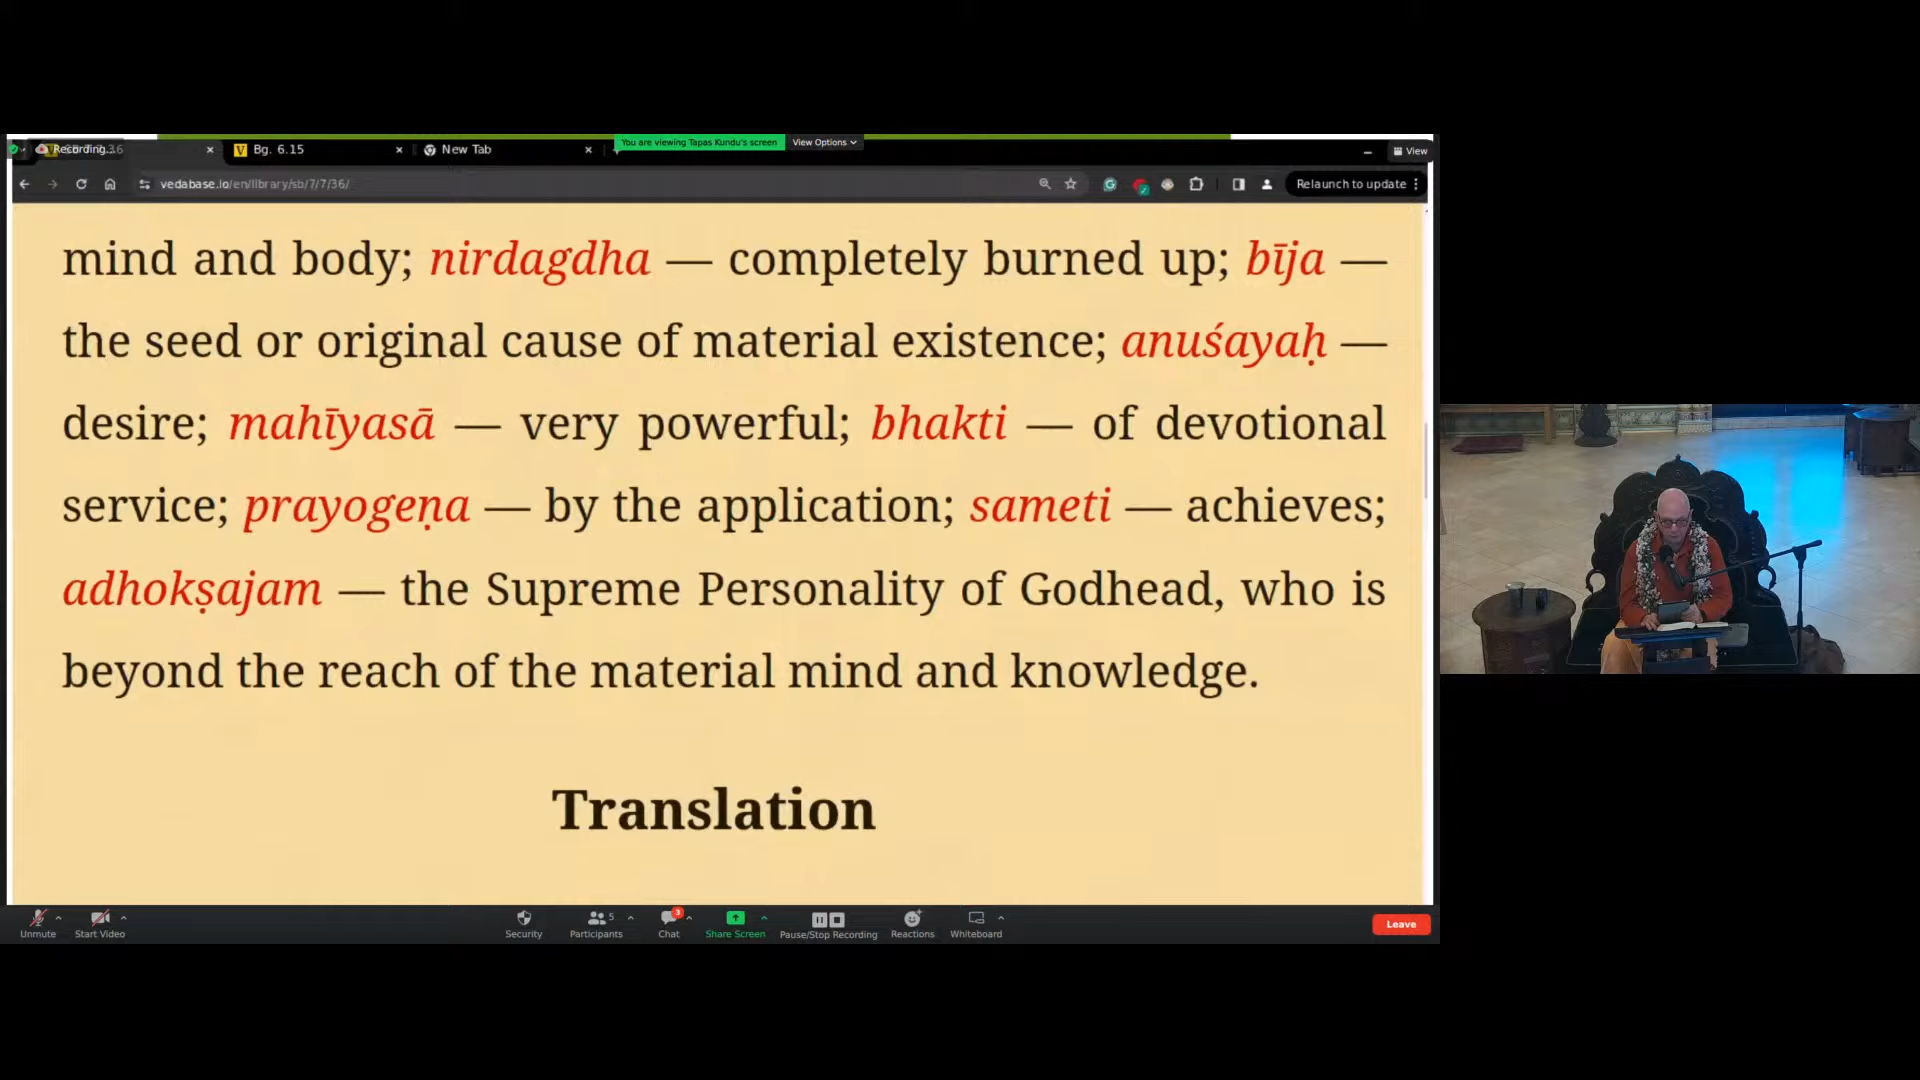 Recording...
Bg. 6.15
New Tab
You are viewing Tapas Kundu's screen
View Options
View
vedabase.io/en/library/sb/7/7/36/
Relaunch to update
mind and body; nirdagdha — completely burned up; bīja —
the seed or original cause of material existence; anuśayaḥ —
desire; mahīyasā — very powerful; bhakti — of devotional
service; prayogeṇa — by the application; sameti — achieves;
adhokṣajam — the Supreme Personality of Godhead, who is
beyond the reach of the material mind and knowledge.
Translation
Unmute
Start Video
Security
Participants 5
Chat 3
Share Screen
Pause/Stop Recording
Reactions
Whiteboard
Leave